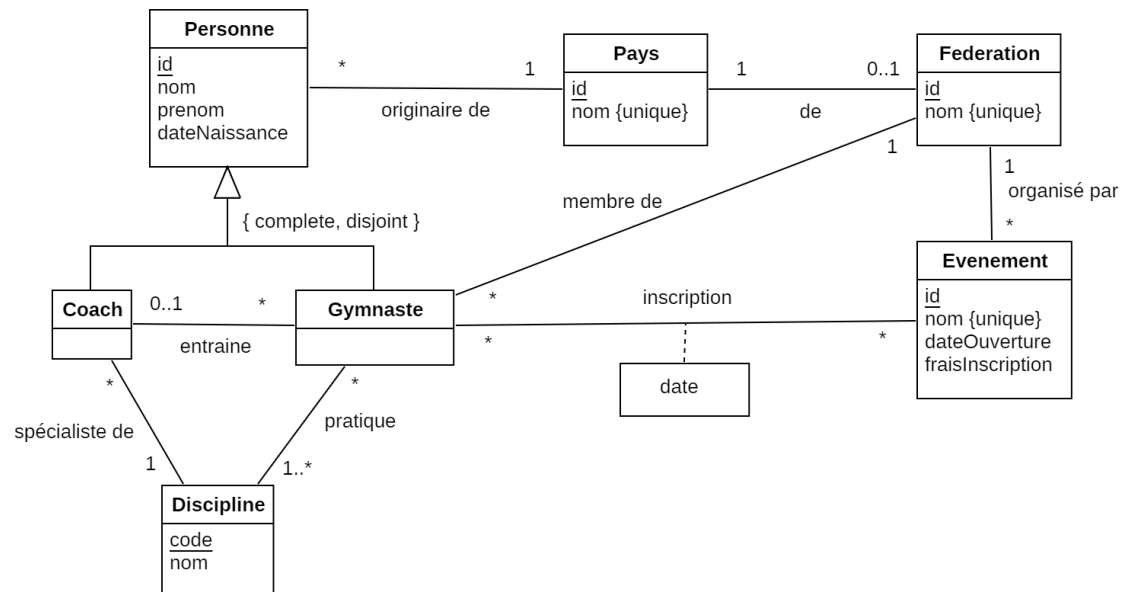 Personne
id
nom
prenom
dateNaissance
*
originaire de
1
Pays
id
nom {unique}
1
de
0..1
Federation
id
nom {unique}
1
membre de
*
1
organisé par
*
{ complete, disjoint }
Coach
0..1
entraine
*
Gymnaste
*
inscription
*
date
Evenement
id
nom {unique}
dateOuverture
fraisInscription
*
spécialiste de
1
*
pratique
1..*
Discipline
code
nom